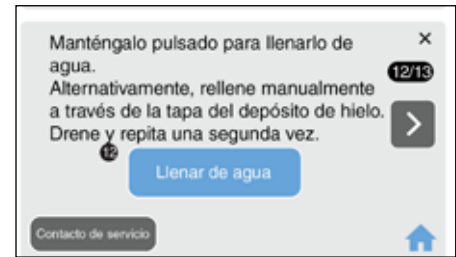 Manténgalo pulsado para llenarlo de
agua.
Alternativamente, rellene manualmente
a través de la tapa del depósito de hielo.
Drene y repita una segunda vez.
12/13
12
Llenar de agua
Contacto de servicio